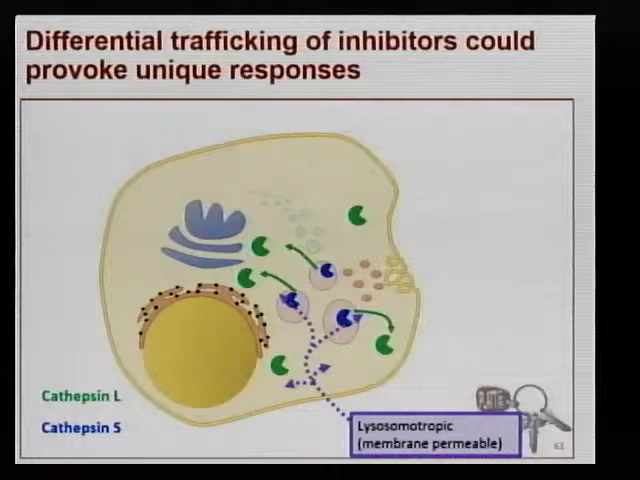 Differential trafficking of inhibitors could
provoke unique responses
Cathepsin L
Cathepsin S
Lysosomotropic
(membrane permeable)